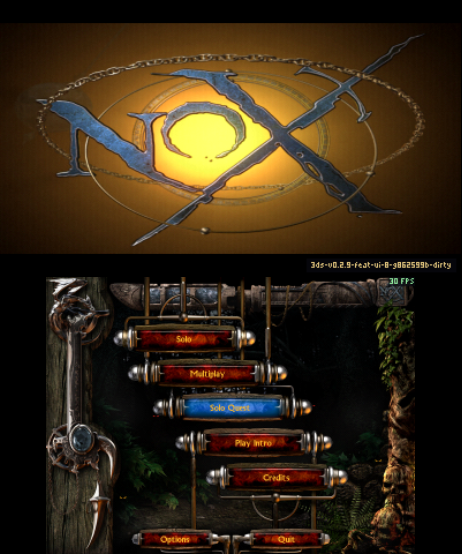 NOX
3ds-v0.2.9-feat-ui-8-g862599b-dirty
30 FPS
Solo
Multiplay
Solo Quest
Play Intro
Credits
Options
Quit